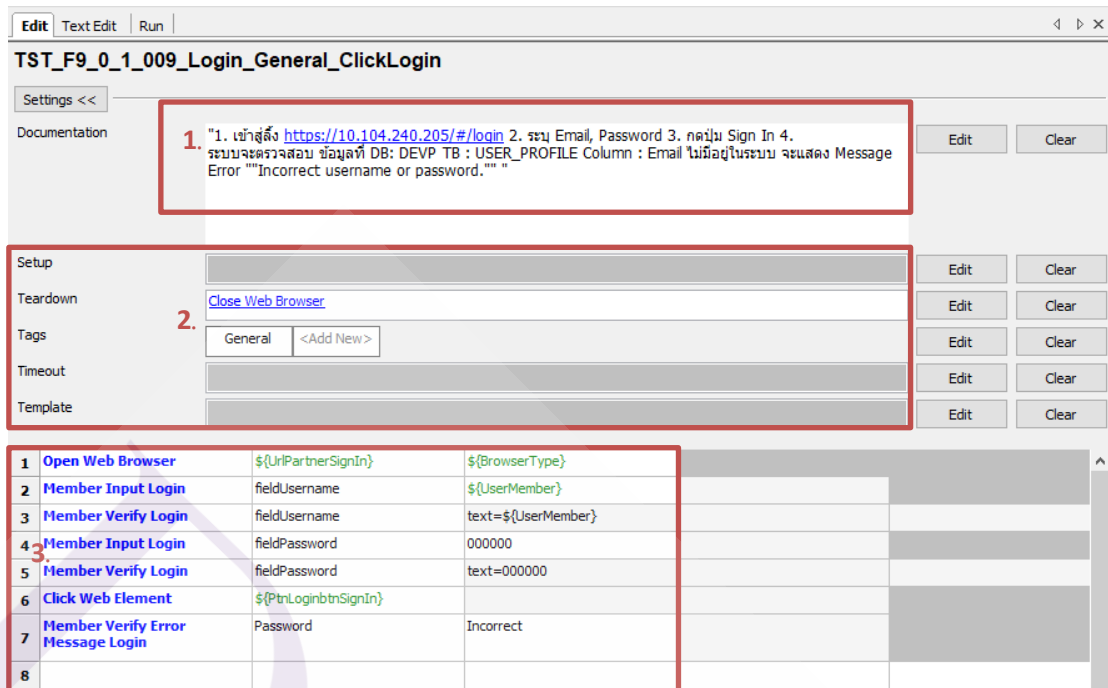 Edit Text Edit Run
TST_F9_0_1_009_Login_General_ClickLogin
Settings <<
Documentation
1.
"1. เข้าสู่ลิ้ง https://10.104.240.205/#/login 2. ระบุ Email, Password 3. กดปุ่ม Sign In 4.
ระบบจะตรวจสอบ ข้อมูลที่ DB: DEVP TB : USER_PROFILE Column : Email ไม่มีอยู่ในระบบ จะแสดง Message
Error ""Incorrect username or password."" "
Edit Clear
Setup Edit Clear
Teardown Close Web Browser Edit Clear
2.
Tags General <Add New> Edit Clear
Timeout Edit Clear
Template Edit Clear
1 Open Web Browser ${UrlPartnerSignIn} ${BrowserType}
2 Member Input Login fieldUsername ${UserMember}
3 Member Verify Login fieldUsername text=${UserMember}
4 Member Input Login fieldPassword 000000
3.
5 Member Verify Login fieldPassword text=000000
6 Click Web Element ${PtnLoginbtnSignIn}
7 Member Verify Error Password Incorrect
Message Login
8